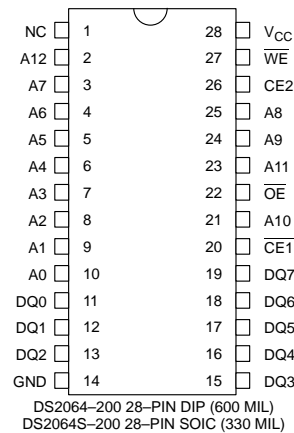 NC 1 28 VCC
A12 2 27 WE
A7 3 26 CE2
A6 4 25 A8
A5 5 24 A9
A4 6 23 A11
A3 7 22 OE
A2 8 21 A10
A1 9 20 CE1
A0 10 19 DQ7
DQ0 11 18 DQ6
DQ1 12 17 DQ5
DQ2 13 16 DQ4
GND 14 15 DQ3
DS2064–200 28–PIN DIP (600 MIL)
DS2064S–200 28–PIN SOIC (330 MIL)